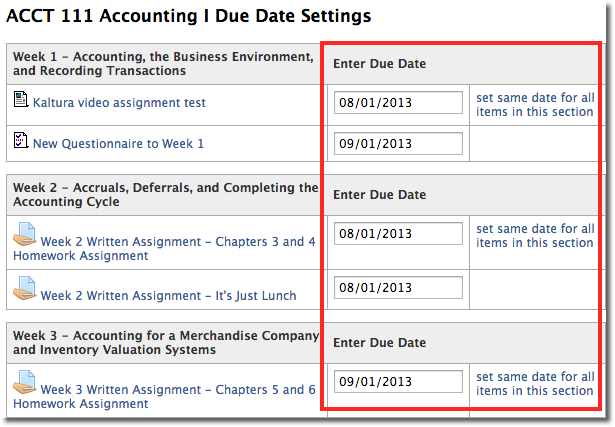 ACCT 111 Accounting I Due Date Settings
Week 1 – Accounting, the Business Environment,
and Recording Transactions
Enter Due Date
Kaltura video assignment test
08/01/2013
set same date for all
items in this section
New Questionnaire to Week 1
09/01/2013
Week 2 – Accruals, Deferrals, and Completing the
Accounting Cycle
Enter Due Date
Week 2 Written Assignment – Chapters 3 and 4
Homework Assignment
08/01/2013
set same date for all
items in this section
Week 2 Written Assignment – It's Just Lunch
08/01/2013
Week 3 – Accounting for a Merchandise Company
and Inventory Valuation Systems
Enter Due Date
Week 3 Written Assignment – Chapters 5 and 6
Homework Assignment
09/01/2013
set same date for all
items in this section